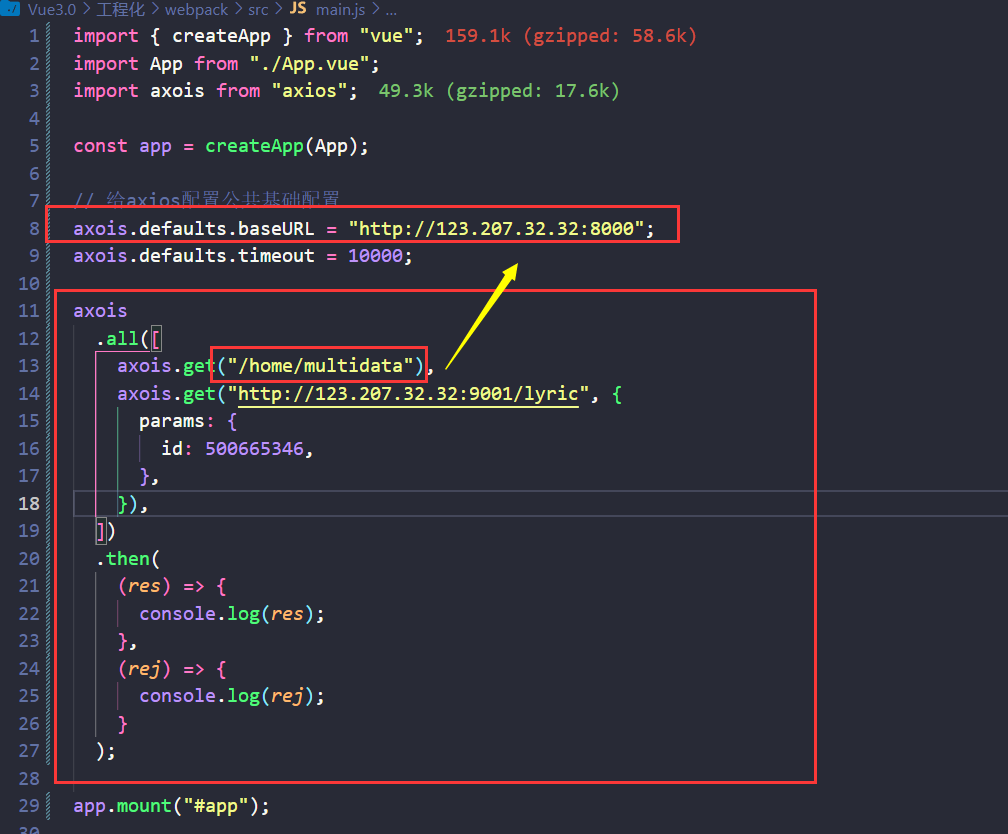 Vue3.0 > 工程化 > webpack > src > JS main.js > ...
1 import { createApp } from "vue"; 159.1k (gzipped: 58.6k)
2 import App from "./App.vue";
3 import axois from "axios"; 49.3k (gzipped: 17.6k)
4
5 const app = createApp(App);
6
7 // 给axios配置公共基础配置
8 axois.defaults.baseURL = "http://123.207.32.32:8000";
9 axois.defaults.timeout = 10000;
10
11 axois
12 .all([
13 axois.get("/home/multidata"),
14 axois.get("http://123.207.32.32:9001/lyric", {
15 params: {
16 id: 500665346,
17 },
18 }),
19 ])
20 .then(
21 (res) => {
22 console.log(res);
23 },
24 (rej) => {
25 console.log(rej);
26 }
27 );
28
29 app.mount("#app");
30